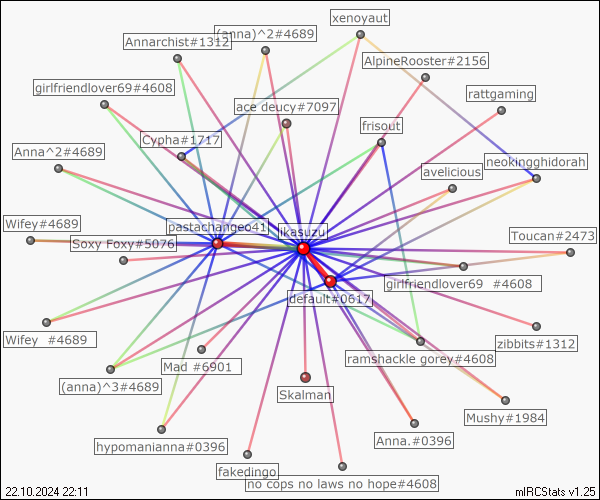 xenoyaut
(anna)^2#4689
Annarchist#1312
AlpineRooster#2156
girlfriendlover69#4608
rattgaming
ace deucy#7097
frisout
Cypha#1717
Anna^2#4689
neokingghidorah
avelicious
Wifey#4689
pastachangeo41
ikasuzu
Toucan#2473
Soxy Foxy#5076
girlfriendlover69 #4608
default#0617
Wifey #4689
zibbits#1312
ramshackle gorey#4608
Mad #6901
(anna)^3#4689
Skalman
Mushy#1984
hypomanianna#0396
Anna.#0396
fakedingo
no cops no laws no hope#4608
22.10.2024 22:11
mIRCStats v1.25